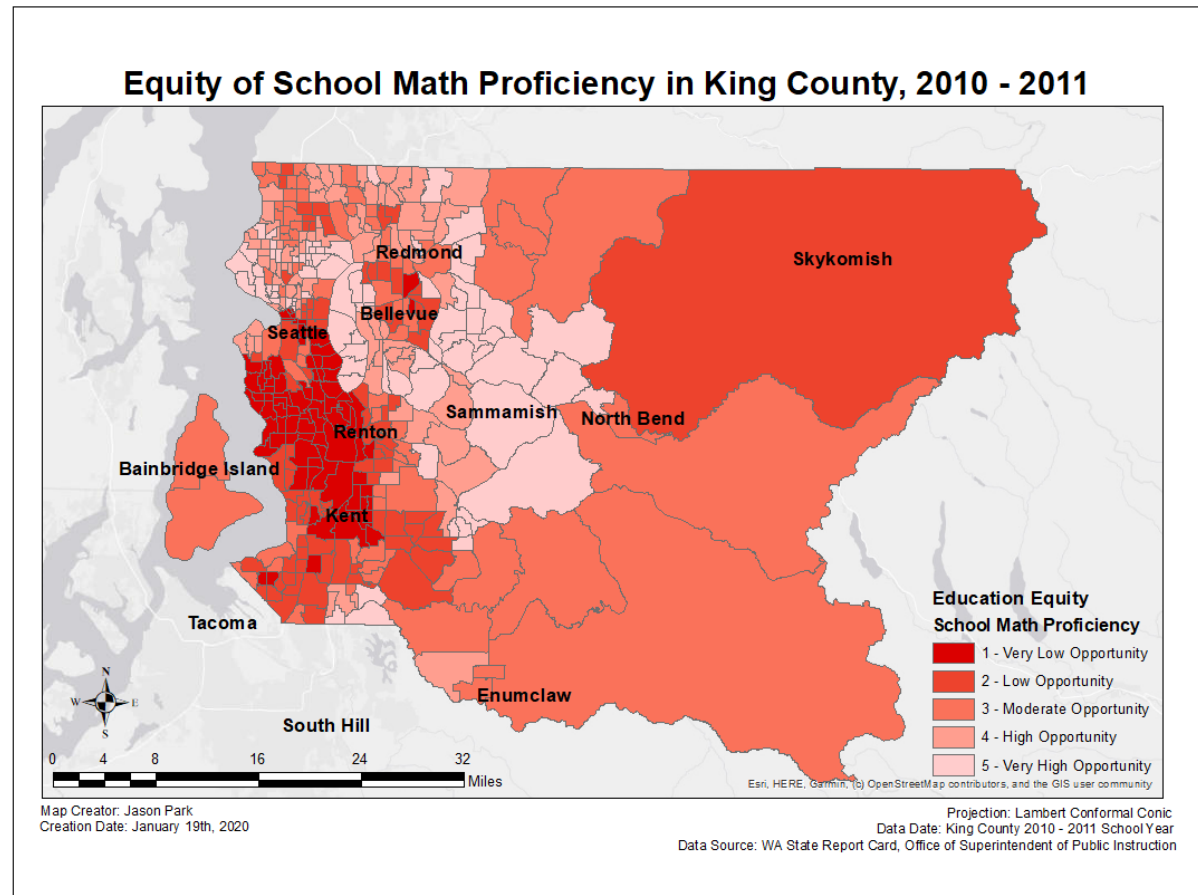 Equity of School Math Proficiency in King County, 2010 - 2011
Skykomish
Redmond
Bellevue
Seattle
Sammamish
North Bend
Renton
Bainbridge Island
Kent
Tacoma
Enumclaw
South Hill
Education Equity
School Math Proficiency
1 - Very Low Opportunity
2 - Low Opportunity
3 - Moderate Opportunity
4 - High Opportunity
5 - Very High Opportunity
N
W E
S
0 4 8 16 24 32
Miles
Esri, HERE, Garmin, (c) OpenStreetMap contributors, and the GIS user community
Map Creator: Jason Park
Creation Date: January 19th, 2020
Projection: Lambert Conformal Conic
Data Date: King County 2010 - 2011 School Year
Data Source: WA State Report Card, Office of Superintendent of Public Instruction